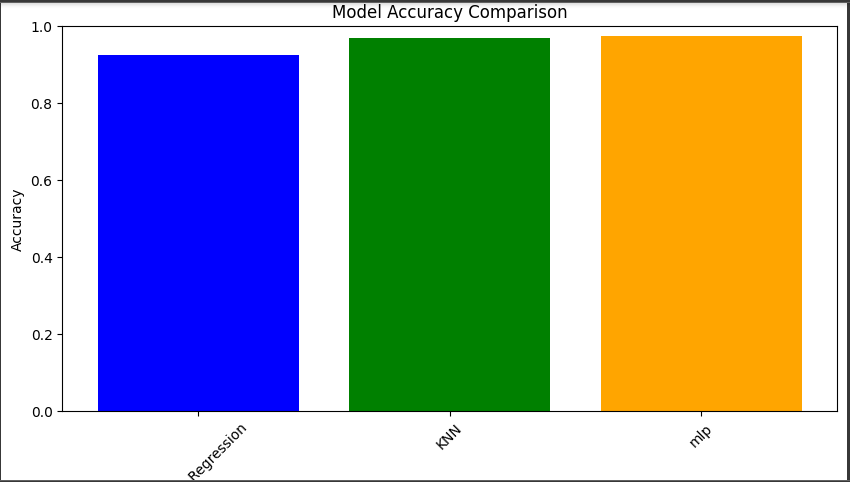 Model Accuracy Comparison
1.0
0.8
0.6
0.4
0.2
0.0
Accuracy
Regression
KNN
mlp